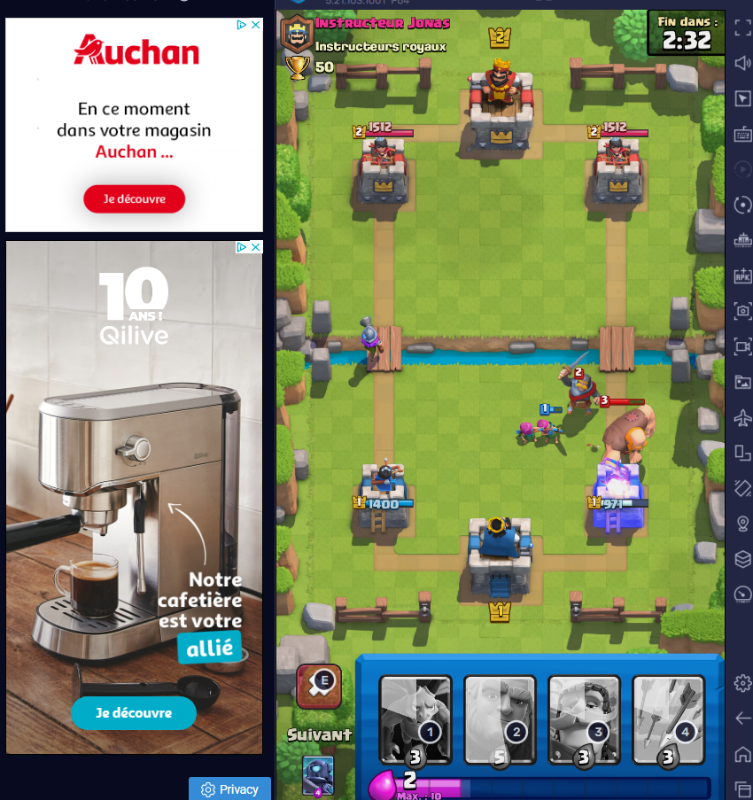 Auchan
En ce moment
dans votre magasin
Auchan ...
Je découvre
10
ANS !
Qilive
Notre
cafetière
est votre
allié
Je découvre
Privacy
Instructeur Jonas
Instructeurs royaux
50
Fin dans :
2:32
2
2 1512
2 1512
2
3
1
1 1400
1 971
1
E
Suivant
4
1
2
3
4
3
5
3
3
2
Max. : 10